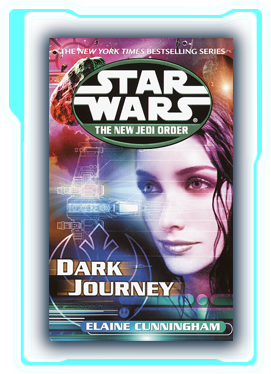 THE NEW YORK TIMES BESTSELLING SERIES
STAR
WARS
THE NEW JEDI ORDER
DARK
JOURNEY
ELAINE CUNNINGHAM